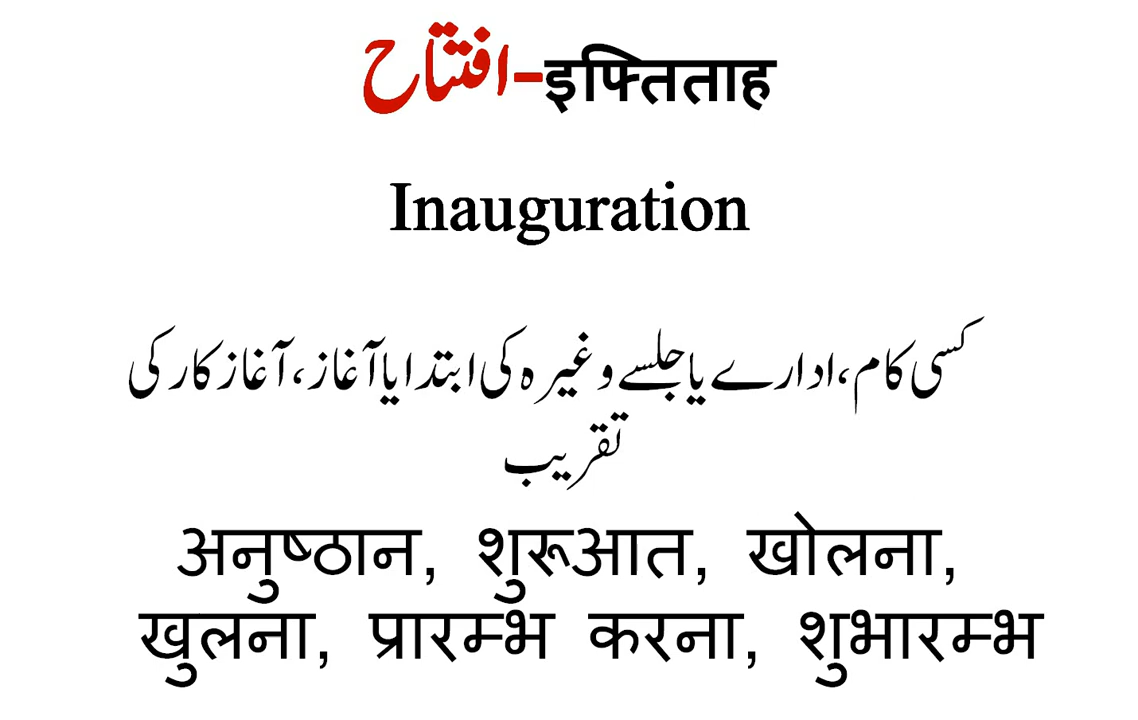 افتتاح-इफ्तिताह
Inauguration
کسی کام، ادارے یا جلسے وغیرہ کی ابتدا یا آغاز، آغاز کار کی
تقریب
अनुष्ठान, शुरूआत, खोलना,
खुलना, प्रारम्भ करना, शुभारम्भ